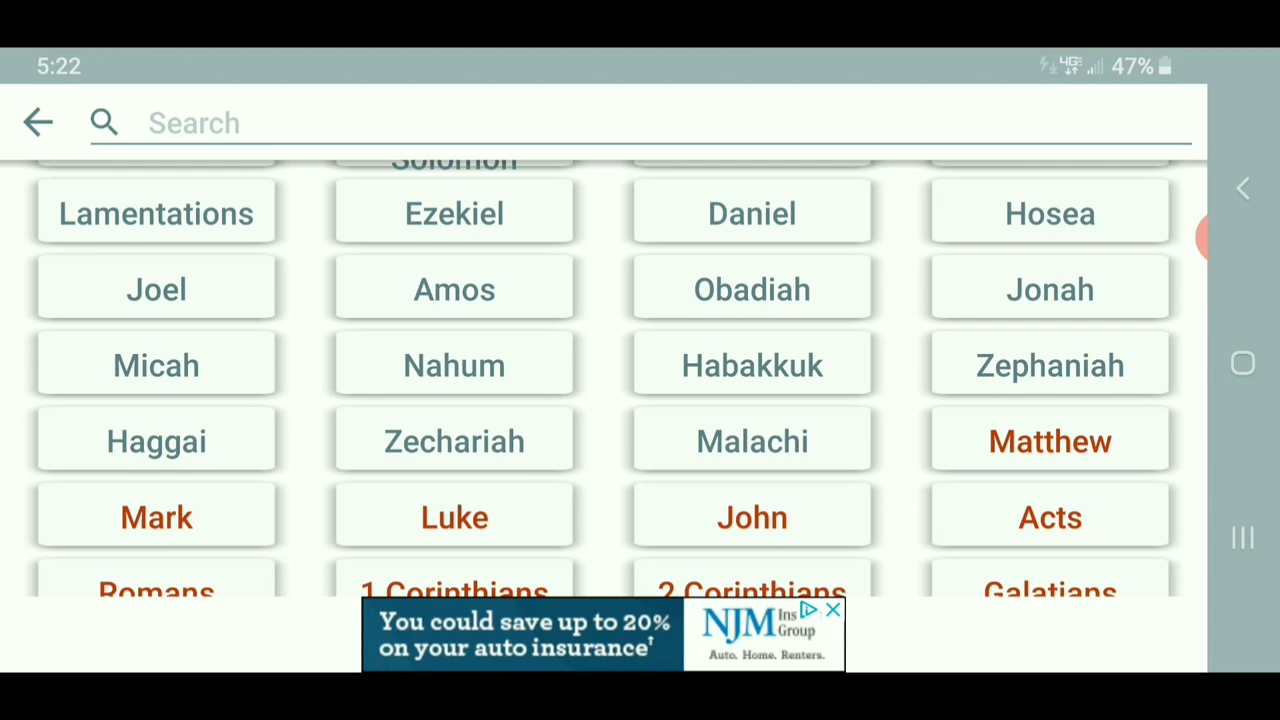 5:22 4GE 47%
Search
Solomon
Lamentations Ezekiel Daniel Hosea
Joel Amos Obadiah Jonah
Micah Nahum Habakkuk Zephaniah
Haggai Zechariah Malachi Matthew
Mark Luke John Acts
Romans 1 Corinthians 2 Corinthians Galatians
You could save up to 20%
on your auto insurance†
NJM Ins
Group
Auto. Home. Renters.